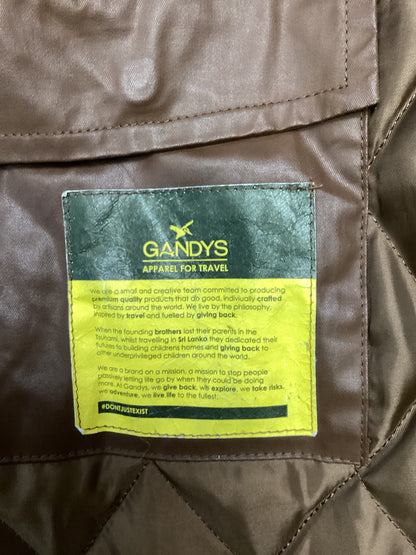 GANDYS
APPAREL FOR TRAVEL
We are a small and creative team committed to producing
premium quality products that do good, individually crafted
by artisans around the world. We live by the philosophy,
inspired by travel and fuelled by giving back.
When the founding brothers lost their parents in the
Tsunami, whilst travelling in Sri Lanka they dedicated their
futures to building childrens homes and giving back to
other underprivileged children around the world.
We are a brand on a mission, a mission to stop people
passively letting life go by when they could be doing
more. At Gandys, we give back, we explore, we take risks,
we adventure, we live life to the fullest.
#DONTJUSTEXIST